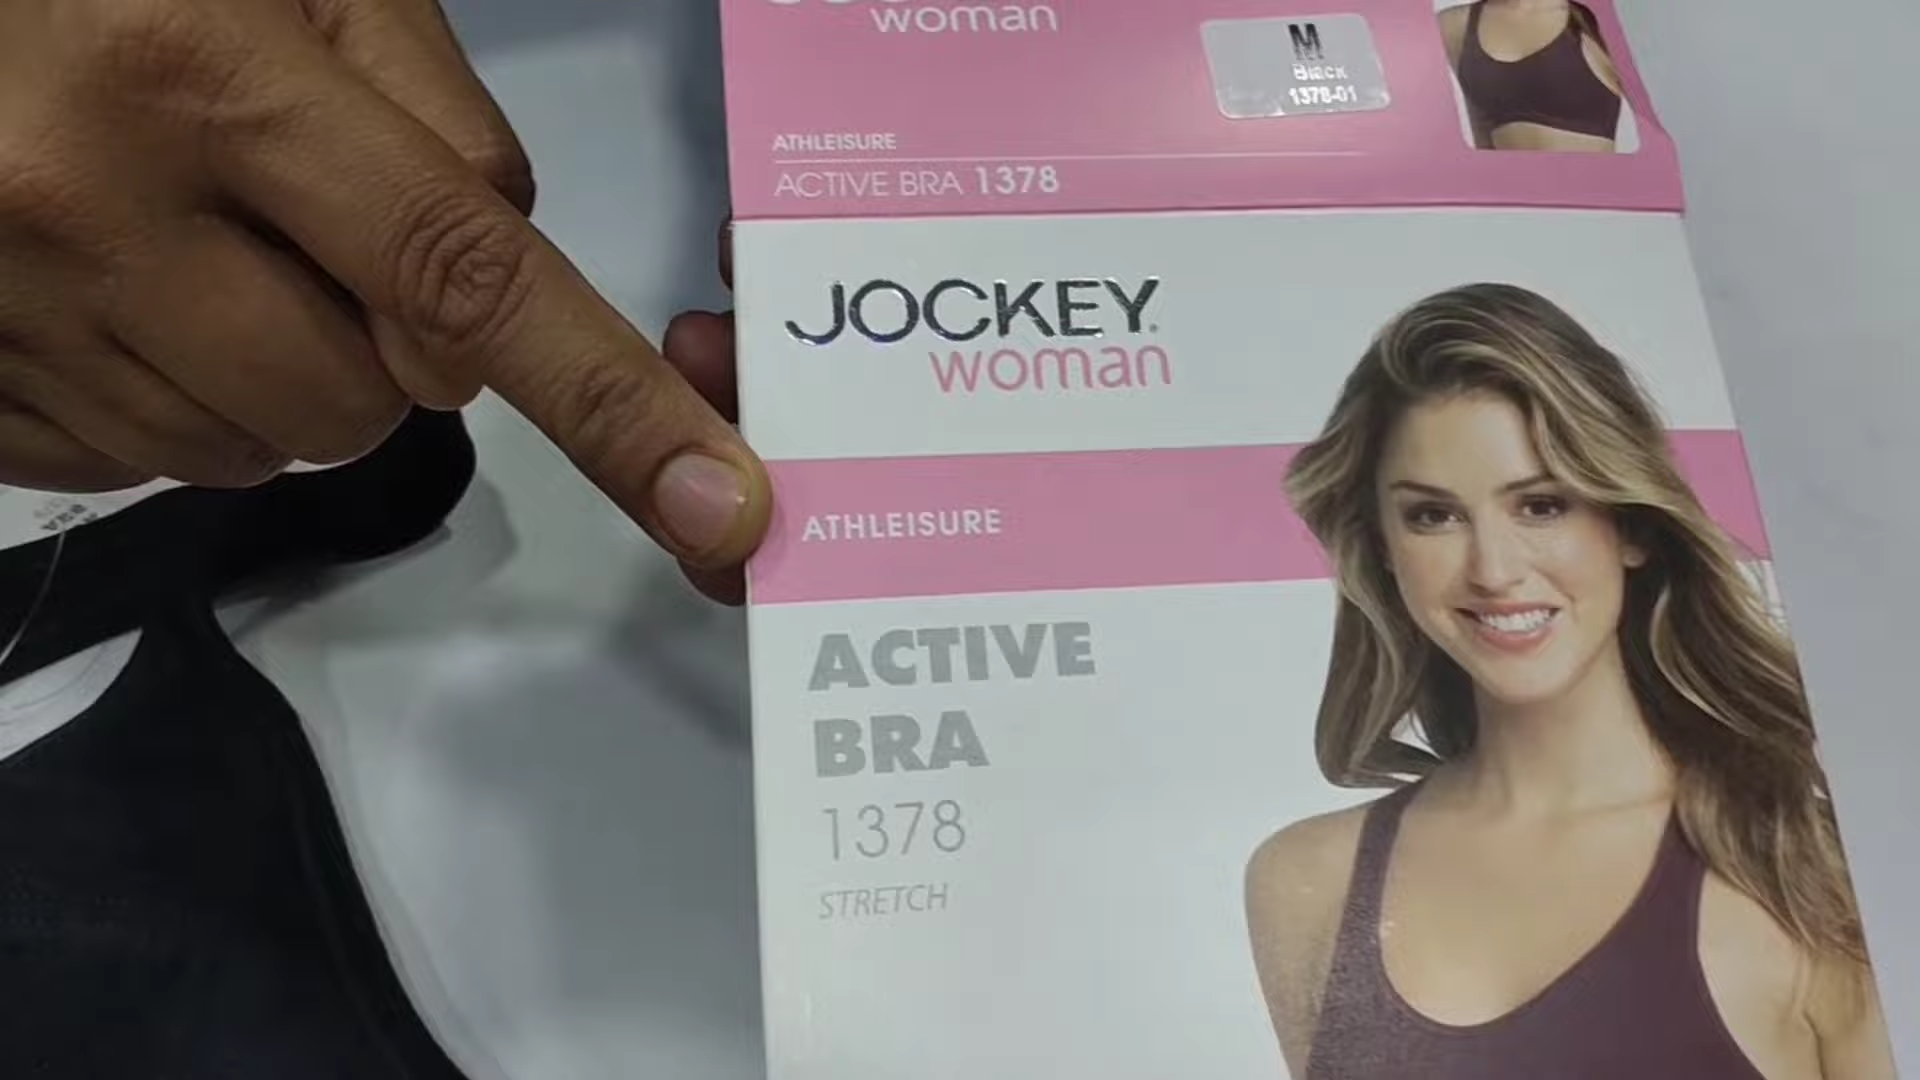 woman
M
Black
1378-01
ATHLEISURE
ACTIVE BRA 1378
JOCKEY
woman
ATHLEISURE
ACTIVE
BRA
1378
STRETCH